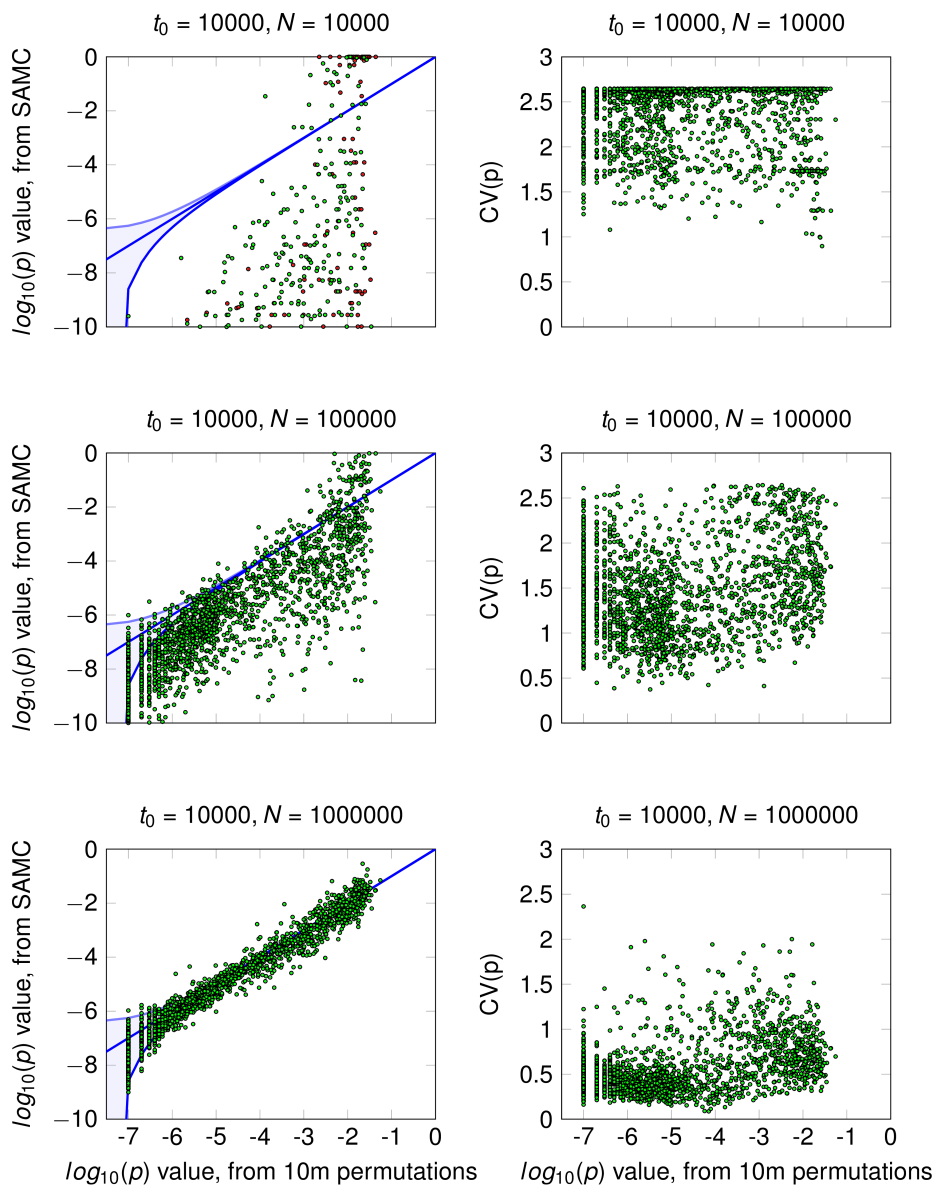 t0 = 10000, N = 10000
t0 = 10000, N = 10000
log10(p) value, from SAMC
0
−2
−4
−6
−8
−10
CV(p)
3
2.5
2
1.5
1
0.5
0
t0 = 10000, N = 100000
t0 = 10000, N = 100000
log10(p) value, from SAMC
0
−2
−4
−6
−8
−10
CV(p)
3
2.5
2
1.5
1
0.5
0
t0 = 10000, N = 1000000
t0 = 10000, N = 1000000
log10(p) value, from SAMC
0
−2
−4
−6
−8
−10
CV(p)
3
2.5
2
1.5
1
0.5
0
-7 -6 -5 -4 -3 -2 -1 0
-7 -6 -5 -4 -3 -2 -1 0
log10(p) value, from 10m permutations
log10(p) value, from 10m permutations